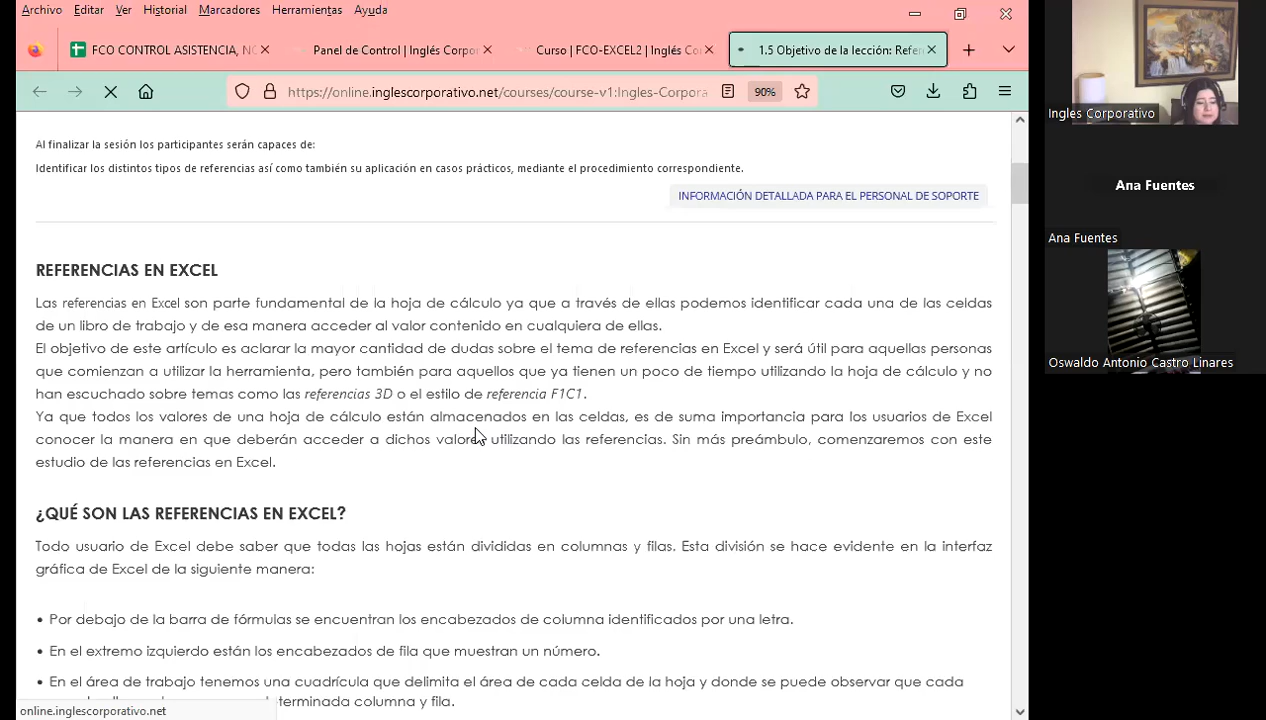 Archivo Editar Ver Historial Marcadores Herramientas Ayuda
FCO CONTROL ASISTENCIA, NO
Panel de Control | Inglés Corpor
Curso | FCO-EXCEL2 | Inglés Co
1.5 Objetivo de la lección: Refer
https://online.inglescorporativo.net/courses/course-v1:Ingles-Corpora
90%
Al finalizar la sesión los participantes serán capaces de:
Identificar los distintos tipos de referencias así como también su aplicación en casos prácticos, mediante el procedimiento correspondiente.
INFORMACIÓN DETALLADA PARA EL PERSONAL DE SOPORTE
REFERENCIAS EN EXCEL
Las referencias en Excel son parte fundamental de la hoja de cálculo ya que a través de ellas podemos identificar cada una de las celdas
de un libro de trabajo y de esa manera acceder al valor contenido en cualquiera de ellas.
El objetivo de este artículo es aclarar la mayor cantidad de dudas sobre el tema de referencias en Excel y será útil para aquellas personas
que comienzan a utilizar la herramienta, pero también para aquellos que ya tienen un poco de tiempo utilizando la hoja de cálculo y no
han escuchado sobre temas como las referencias 3D o el estilo de referencia F1C1.
Ya que todos los valores de una hoja de cálculo están almacenados en las celdas, es de suma importancia para los usuarios de Excel
conocer la manera en que deberán acceder a dichos valores utilizando las referencias. Sin más preámbulo, comenzaremos con este
estudio de las referencias en Excel.
¿QUÉ SON LAS REFERENCIAS EN EXCEL?
Todo usuario de Excel debe saber que todas las hojas están divididas en columnas y filas. Esta división se hace evidente en la interfaz
gráfica de Excel de la siguiente manera:
• Por debajo de la barra de fórmulas se encuentran los encabezados de columna identificados por una letra.
• En el extremo izquierdo están los encabezados de fila que muestran un número.
• En el área de trabajo tenemos una cuadrícula que delimita el área de cada celda de la hoja y donde se puede observar que cada
terminada columna y fila.
online.inglescorporativo.net
Ingles Corporativo
Ana Fuentes
Ana Fuentes
Oswaldo Antonio Castro Linares